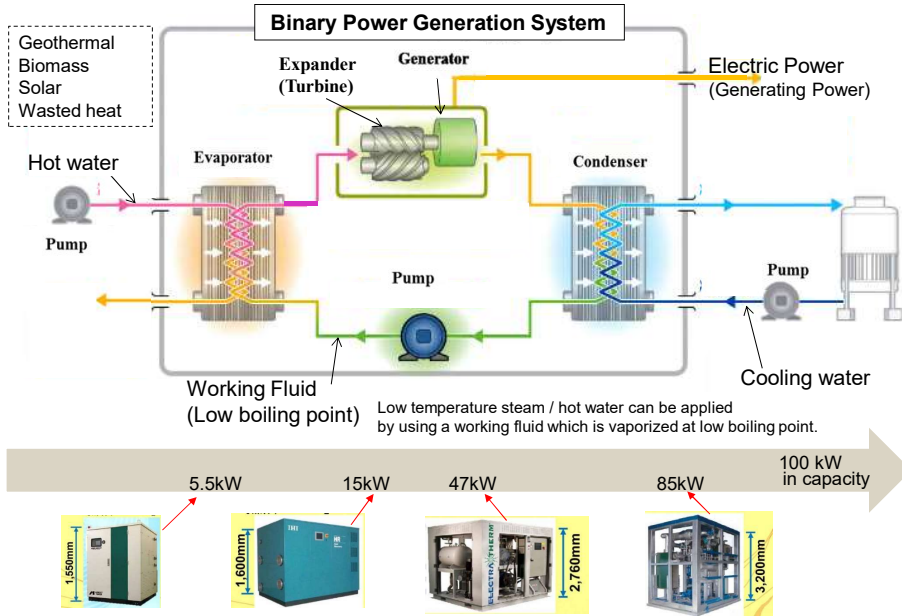 Binary Power Generation System
Geothermal
Biomass
Solar
Wasted heat
Expander
(Turbine)
Generator
Electric Power
(Generating Power)
Hot water
Evaporator
Condenser
Pump
Pump
Pump
Working Fluid
(Low boiling point)
Cooling water
Low temperature steam / hot water can be applied
by using a working fluid which is vaporized at low boiling point.
100 kW
in capacity
5.5kW
15kW
47kW
85kW
1,550mm
1,600mm
IHI
HR
ELECTRATHERM
2,760mm
3,200mm